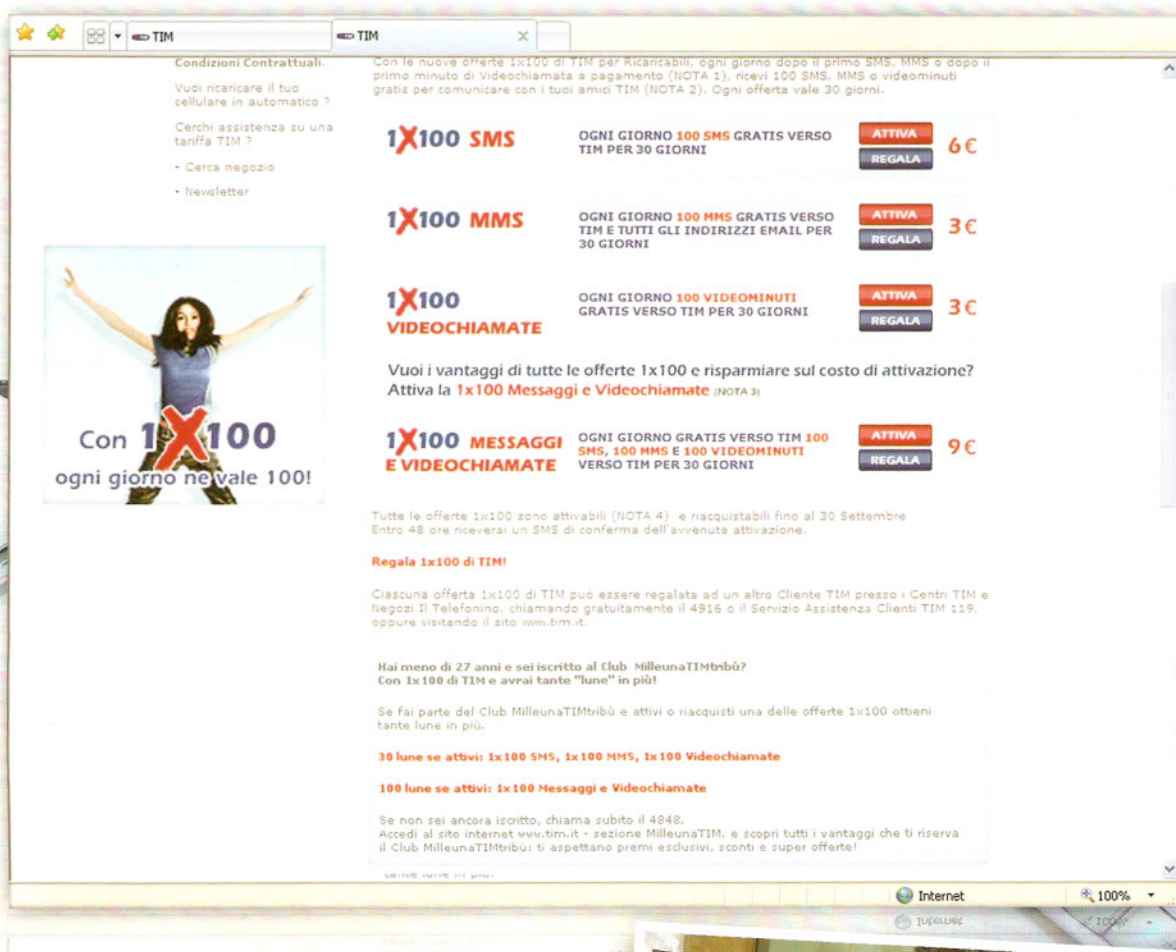 TIM
TIM
Condizioni Contrattuali.
Vuoi ricaricare il tuo
cellulare in automatico ?
Cerchi assistenza su una
tariffa TIM ?
• Cerca negozio
• Newsletter
Con 1X100
ogni giorno ne vale 100!
Con le nuove offerte 1x100 di TIM per Ricaricabili, ogni giorno dopo il primo SMS, MMS o dopo il
primo minuto di Videochiamata a pagamento (NOTA 1), ricevi 100 SMS, MMS o videominuti
gratis per comunicare con i tuoi amici TIM (NOTA 2). Ogni offerta vale 30 giorni.
1X100 SMS
OGNI GIORNO 100 SMS GRATIS VERSO
TIM PER 30 GIORNI
ATTIVA
REGALA
6 €
1X100 MMS
OGNI GIORNO 100 MMS GRATIS VERSO
TIM E TUTTI GLI INDIRIZZI EMAIL PER
30 GIORNI
ATTIVA
REGALA
3 €
1X100
VIDEOCHIAMATE
OGNI GIORNO 100 VIDEOMINUTI
GRATIS VERSO TIM PER 30 GIORNI
ATTIVA
REGALA
3 €
Vuoi i vantaggi di tutte le offerte 1x100 e risparmiare sul costo di attivazione?
Attiva la 1x100 Messaggi e Videochiamate (NOTA 3)
1X100 MESSAGGI
E VIDEOCHIAMATE
OGNI GIORNO GRATIS VERSO TIM 100
SMS, 100 MMS E 100 VIDEOMINUTI
VERSO TIM PER 30 GIORNI
ATTIVA
REGALA
9 €
Tutte le offerte 1x100 sono attivabili (NOTA 4) e riacquistabili fino al 30 Settembre
Entro 48 ore riceverai un SMS di conferma dell'avvenuta attivazione.
Regala 1x100 di TIM!
Ciascuna offerta 1x100 di TIM può essere regalata ad un altro Cliente TIM presso i Centri TIM e
Negozi Il Telefonino, chiamando gratuitamente il 4916 o il Servizio Assistenza Clienti TIM 119,
oppure visitando il sito www.tim.it.
Hai meno di 27 anni e sei iscritto al Club MilleunaTIMtribù?
Con 1x100 di TIM e avrai tante "lune" in più!
Se fai parte del Club MilleunaTIMtribù e attivi o riacquisti una delle offerte 1x100 ottieni
tante lune in più.
30 lune se attivi: 1x100 SMS, 1x100 MMS, 1x100 Videochiamate
100 lune se attivi: 1x100 Messaggi e Videochiamate
Se non sei ancora iscritto, chiama subito il 4848.
Accedi al sito internet www.tim.it - sezione MilleunaTIM, e scopri tutti i vantaggi che ti riserva
il Club MilleunaTIMtribù: ti aspettano premi esclusivi, sconti e super offerte!
tante lune in più.
Internet
100%